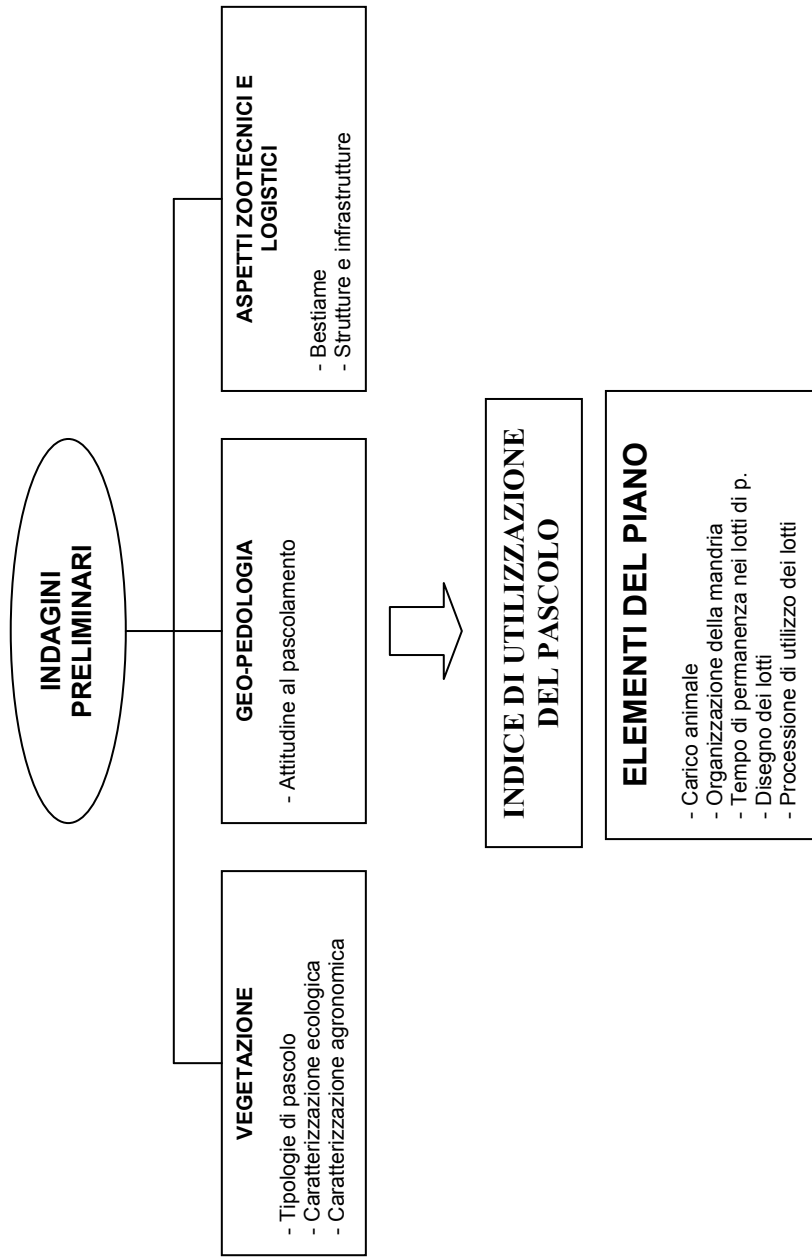 INDAGINI
PRELIMINARI
VEGETAZIONE
- Tipologie di pascolo
- Caratterizzazione ecologica
- Caratterizzazione agronomica
GEO-PEDOLOGIA
- Attitudine al pascolamento
ASPETTI ZOOTECNICI E
LOGISTICI
- Bestiame
- Strutture e infrastrutture
INDICE DI UTILIZZAZIONE
DEL PASCOLO
ELEMENTI DEL PIANO
- Carico animale
- Organizzazione della mandria
- Tempo di permanenza nei lotti di p.
- Disegno dei lotti
- Processione di utilizzo dei lotti